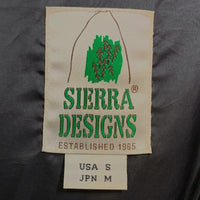 SIERRA
DESIGNS®
ESTABLISHED 1965
USA S
JPN M